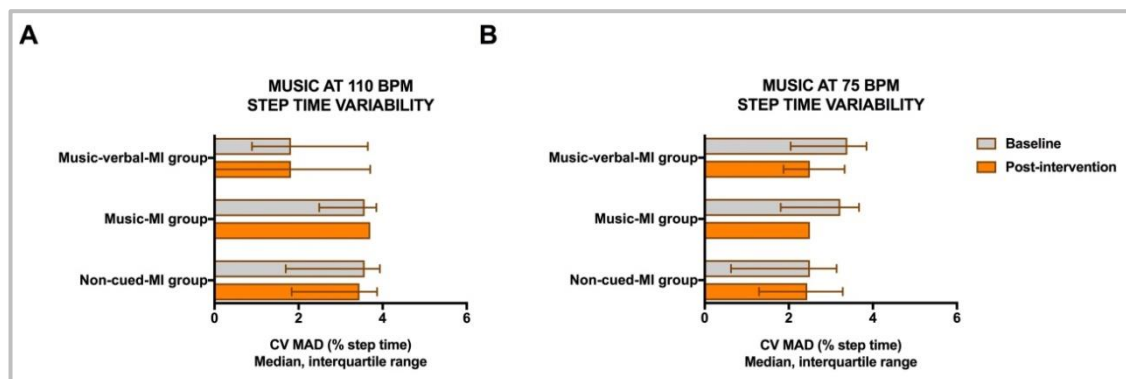 A
MUSIC AT 110 BPM
STEP TIME VARIABILITY
Music-verbal-MI group
Music-MI group
Non-cued-MI group
0 2 4 6
CV MAD (% step time)
Median, interquartile range
B
MUSIC AT 75 BPM
STEP TIME VARIABILITY
Music-verbal-MI group
Music-MI group
Non-cued-MI group
0 2 4 6
CV MAD (% step time)
Median, interquartile range
Baseline
Post-intervention